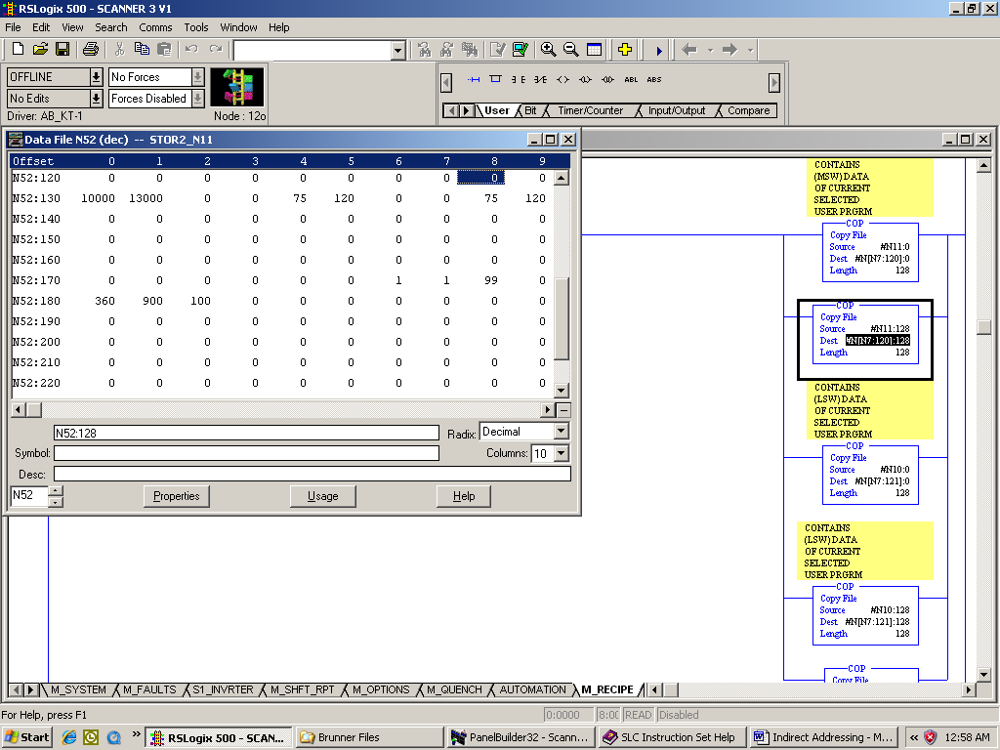 RSLogix 500 - SCANNER 3 V1
File Edit View Search Comms Tools Window Help
OFFLINE No Forces
No Edits Forces Disabled
Driver: AB_KT-1 Node : 12o
ABL ABS
User Bit Timer/Counter Input/Output Compare
Data File N52 (dec) -- STOR2_N11
Offset 0 1 2 3 4 5 6 7 8 9
N52:120 0 0 0 0 0 0 0 0 0 0
N52:130 10000 13000 0 0 75 120 0 0 75 120
N52:140 0 0 0 0 0 0 0 0 0 0
N52:150 0 0 0 0 0 0 0 0 0 0
N52:160 0 0 0 0 0 0 0 0 0 0
N52:170 0 0 0 0 0 0 1 1 99 0
N52:180 360 900 100 0 0 0 0 0 0 0
N52:190 0 0 0 0 0 0 0 0 0 0
N52:200 0 0 0 0 0 0 0 0 0 0
N52:210 0 0 0 0 0 0 0 0 0 0
N52:220 0 0 0 0 0 0 0 0 0 0
N52:128 Radix: Decimal
Symbol: Columns: 10
Desc:
N52 Properties Usage Help
CONTAINS
(MSW) DATA
OF CURRENT
SELECTED
USER PRGRM
COP
Copy File
Source #N11:0
Dest #N[N7:120]:0
Length 128
COP
Copy File
Source #N11:128
Dest #N[N7:120]:128
Length 128
CONTAINS
(LSW) DATA
OF CURRENT
SELECTED
USER PRGRM
COP
Copy File
Source #N10:0
Dest #N[N7:121]:0
Length 128
CONTAINS
(LSW) DATA
OF CURRENT
SELECTED
USER PRGRM
COP
Copy File
Source #N10:128
Dest #N[N7:121]:128
Length 128
COP
Copy File
M_SYSTEM M_FAULTS S1_INVRTER M_SHFT_RPT M_OPTIONS M_QUENCH AUTOMATION M_RECIPE
For Help, press F1 0:0000 8:00 READ Disabled
Start RSLogix 500 - SCAN... Brunner Files PanelBuilder32 - Scann... SLC Instruction Set Help Indirect Addressing - M... 12:58 AM